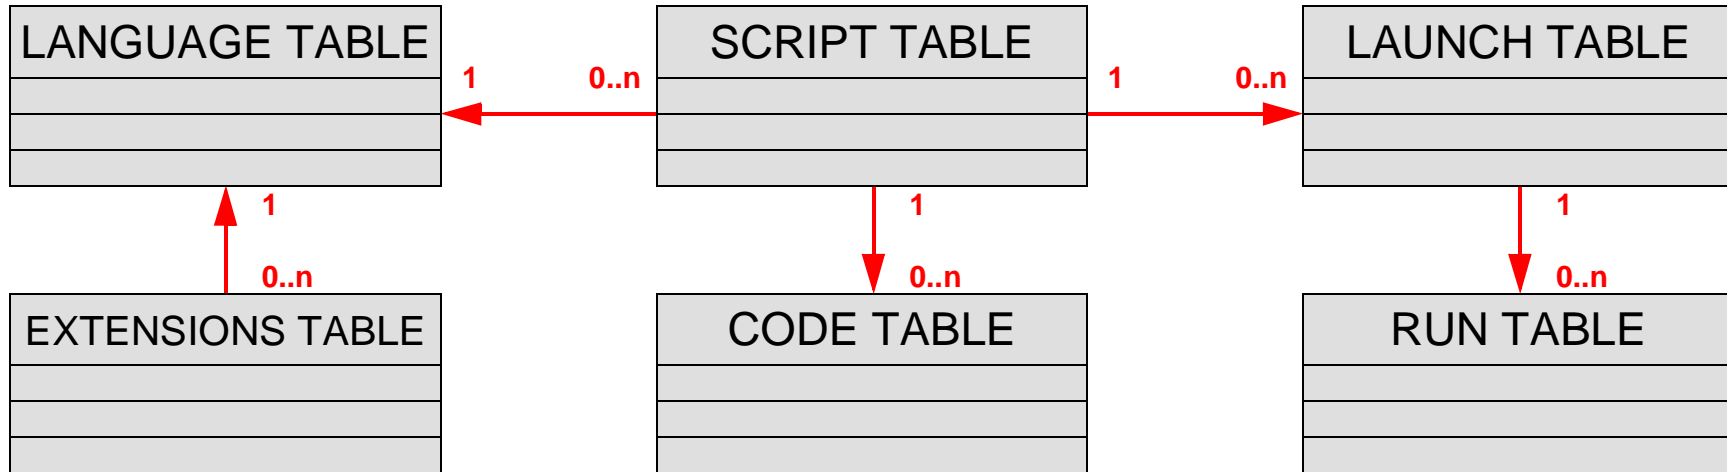 LANGUAGE TABLE
SCRIPT TABLE
LAUNCH TABLE
1
0..n
1
0..n
1
1
1
0..n
0..n
0..n
EXTENSIONS TABLE
CODE TABLE
RUN TABLE